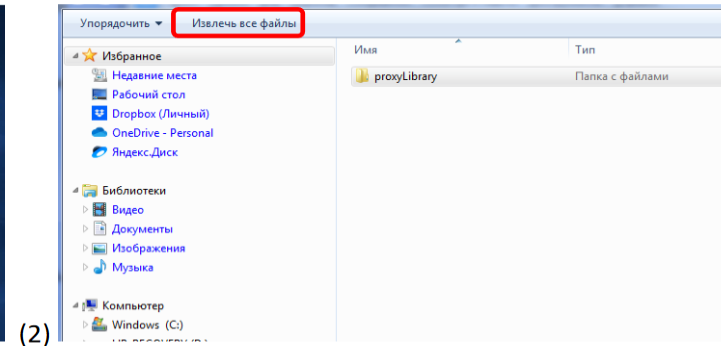 Упорядочить Извлечь все файлы
Имя Тип
Избранное
Недавние места
Рабочий стол
Dropbox (Личный)
OneDrive - Personal
Яндекс.Диск
proxyLibrary Папка с файлами
Библиотеки
Видео
Документы
Изображения
Музыка
Компьютер
(2) Windows (C:)